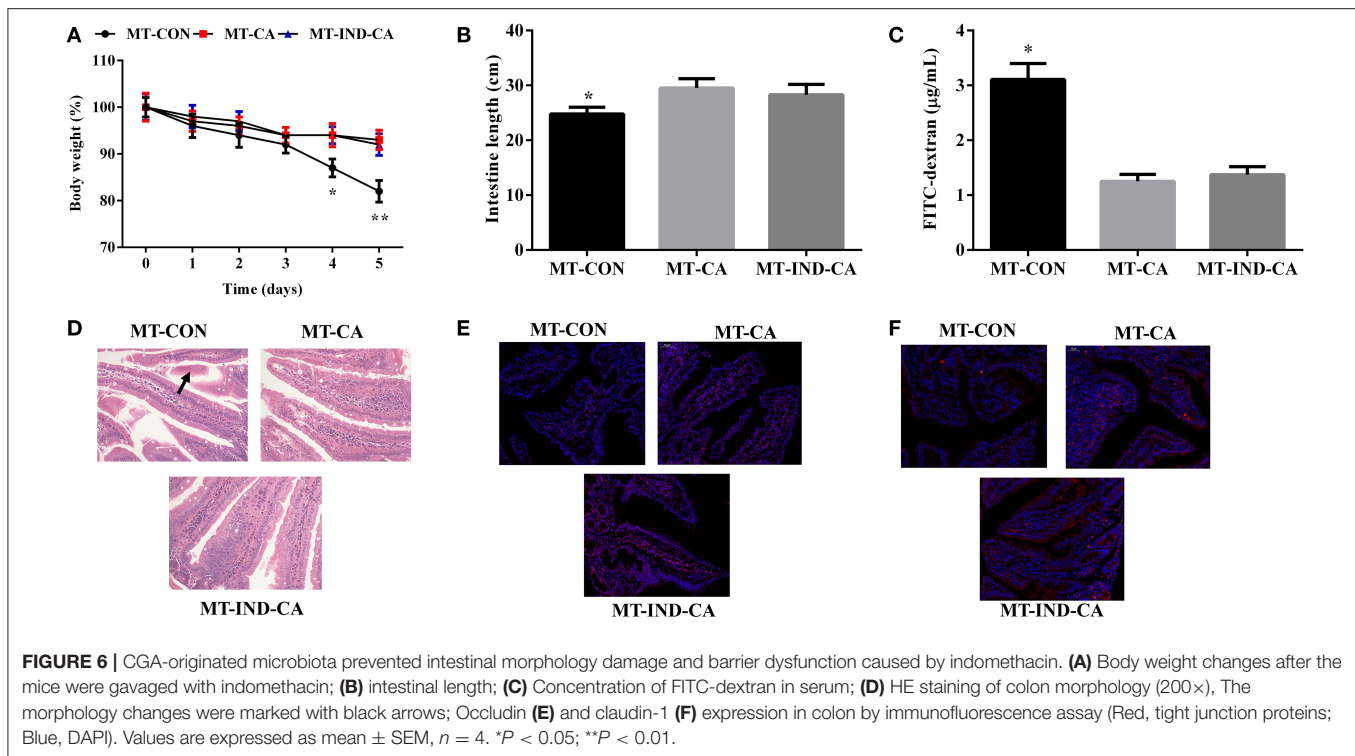 A
MT-CON MT-CA MT-IND-CA
Body weight (%)
110
100
90
80
70
*
**
0 1 2 3 4 5
Time (days)
B
Intestine length (cm)
40
30
20
10
0
*
MT-CON MT-CA MT-IND-CA
C
FITC-dextran (μg/mL)
4
3
2
1
0
*
MT-CON MT-CA MT-IND-CA
D
MT-CON MT-CA
MT-IND-CA
E
MT-CON
MT-CA
MT-IND-CA
F
MT-CON
MT-CA
MT-IND-CA
FIGURE 6 | CGA-originated microbiota prevented intestinal morphology damage and barrier dysfunction caused by indomethacin. (A) Body weight changes after the
mice were gavaged with indomethacin; (B) intestinal length; (C) Concentration of FITC-dextran in serum; (D) HE staining of colon morphology (200×), The
morphology changes were marked with black arrows; Occludin (E) and claudin-1 (F) expression in colon by immunofluorescence assay (Red, tight junction proteins;
Blue, DAPI). Values are expressed as mean ± SEM, n = 4. *P < 0.05; **P < 0.01.